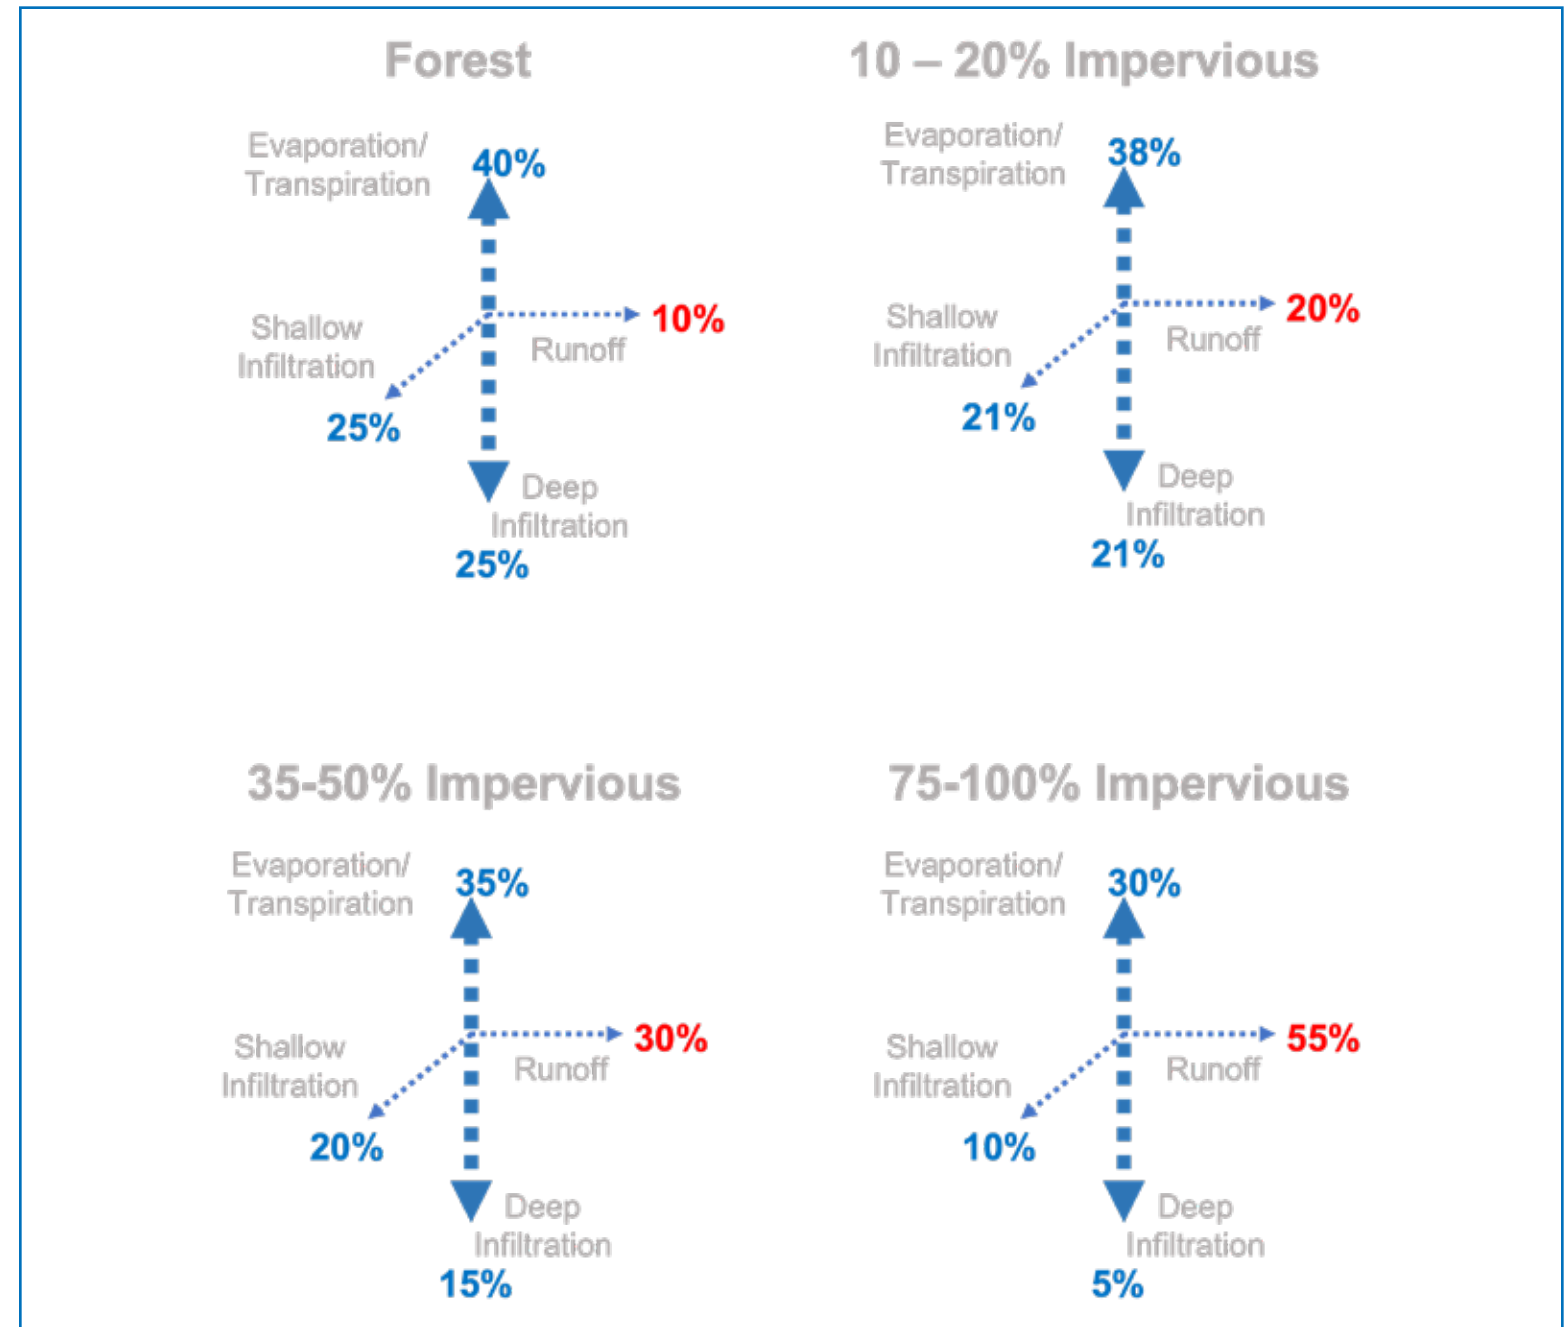 Forest
Evaporation/
Transpiration
40%
Shallow
Infiltration
25%
10%
Runoff
Deep
Infiltration
25%
10 – 20% Impervious
Evaporation/
Transpiration
38%
Shallow
Infiltration
21%
20%
Runoff
Deep
Infiltration
21%
35-50% Impervious
Evaporation/
Transpiration
35%
Shallow
Infiltration
20%
30%
Runoff
Deep
Infiltration
15%
75-100% Impervious
Evaporation/
Transpiration
30%
Shallow
Infiltration
10%
55%
Runoff
Deep
Infiltration
5%